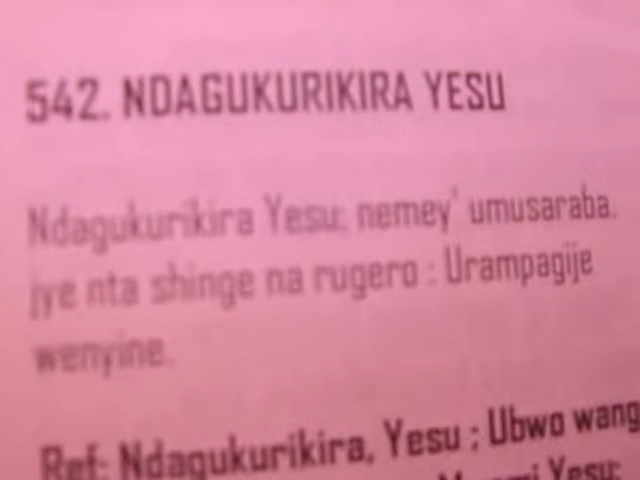 542. NDAGUKURIKIRA YESU
Ndagukurikira Yesu; nemey' umusaraba.
jye nta shinge na rugero : Urampagije
wenyine.
Ref: Ndagukurikira, Yesu : Ubwo wang
Yesu: